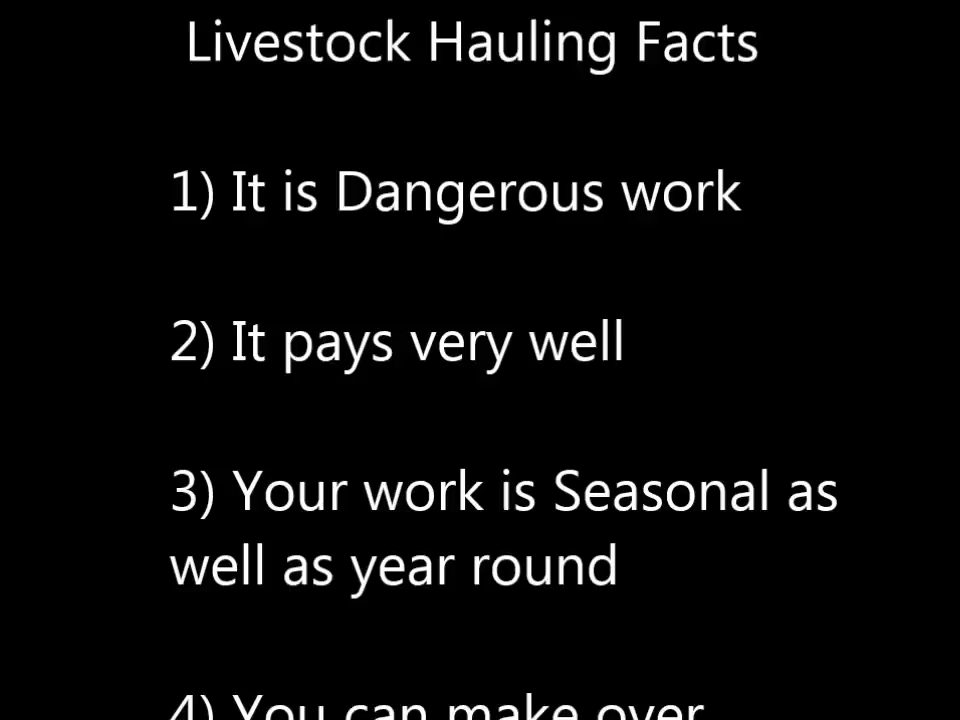 Livestock Hauling Facts
1) It is Dangerous work
2) It pays very well
3) Your work is Seasonal as
well as year round
4) You can make over